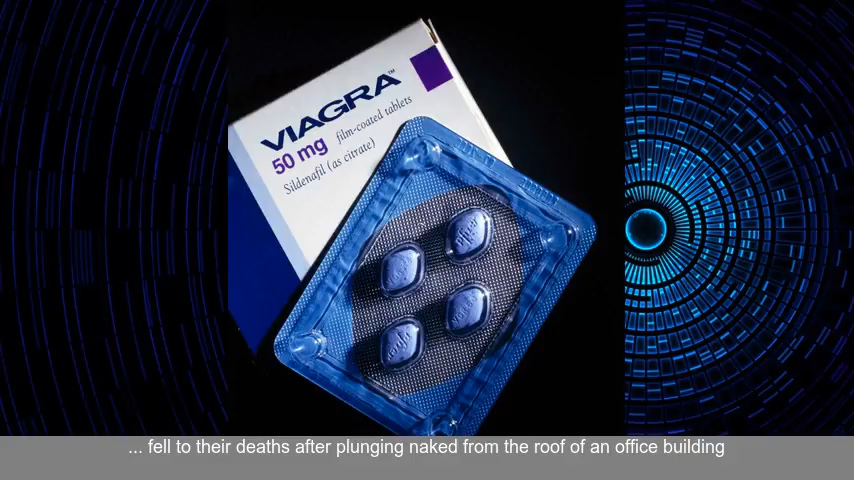 VIAGRA™
50 mg film-coated tablets
Sildenafil (as citrate)
Pfizer
... fell to their deaths after plunging naked from the roof of an office building